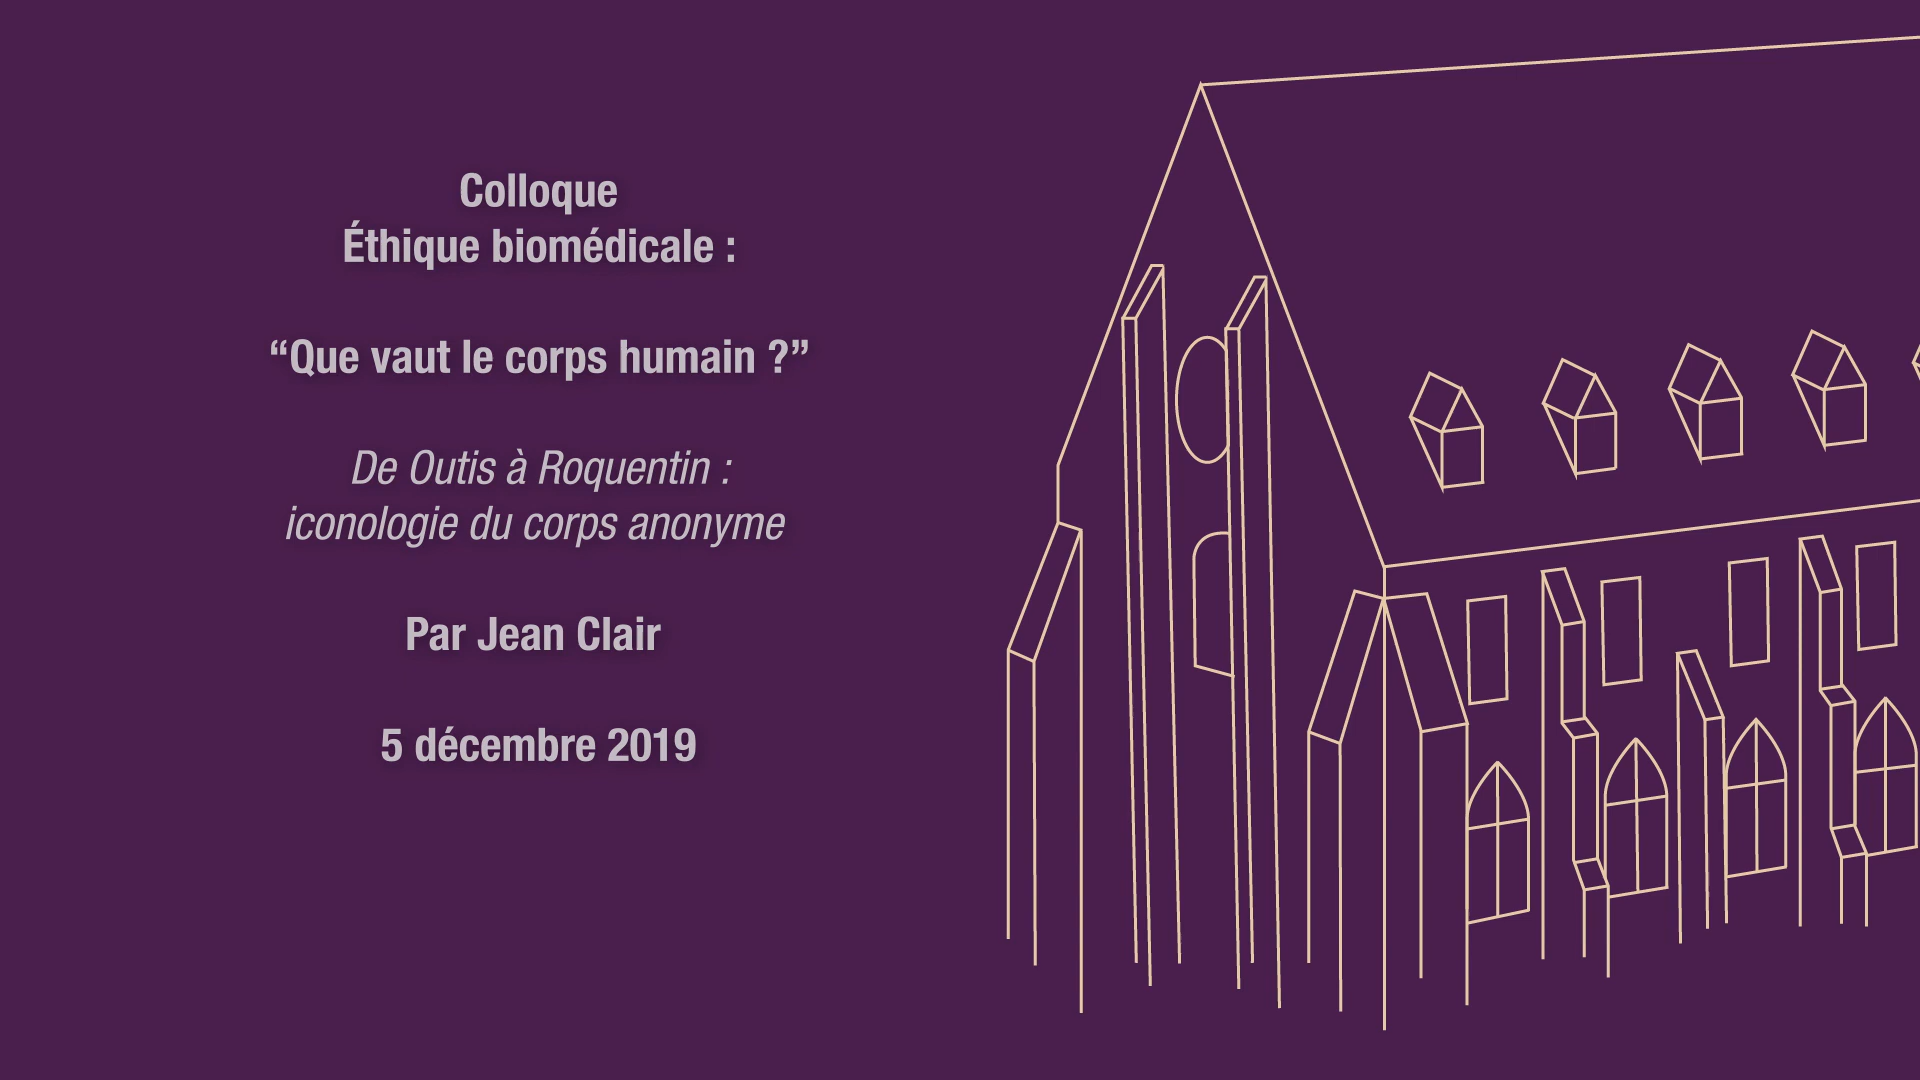 Colloque
Éthique biomédicale :
“Que vaut le corps humain ?”
De Outis à Roquentin :
iconologie du corps anonyme
Par Jean Clair
5 décembre 2019